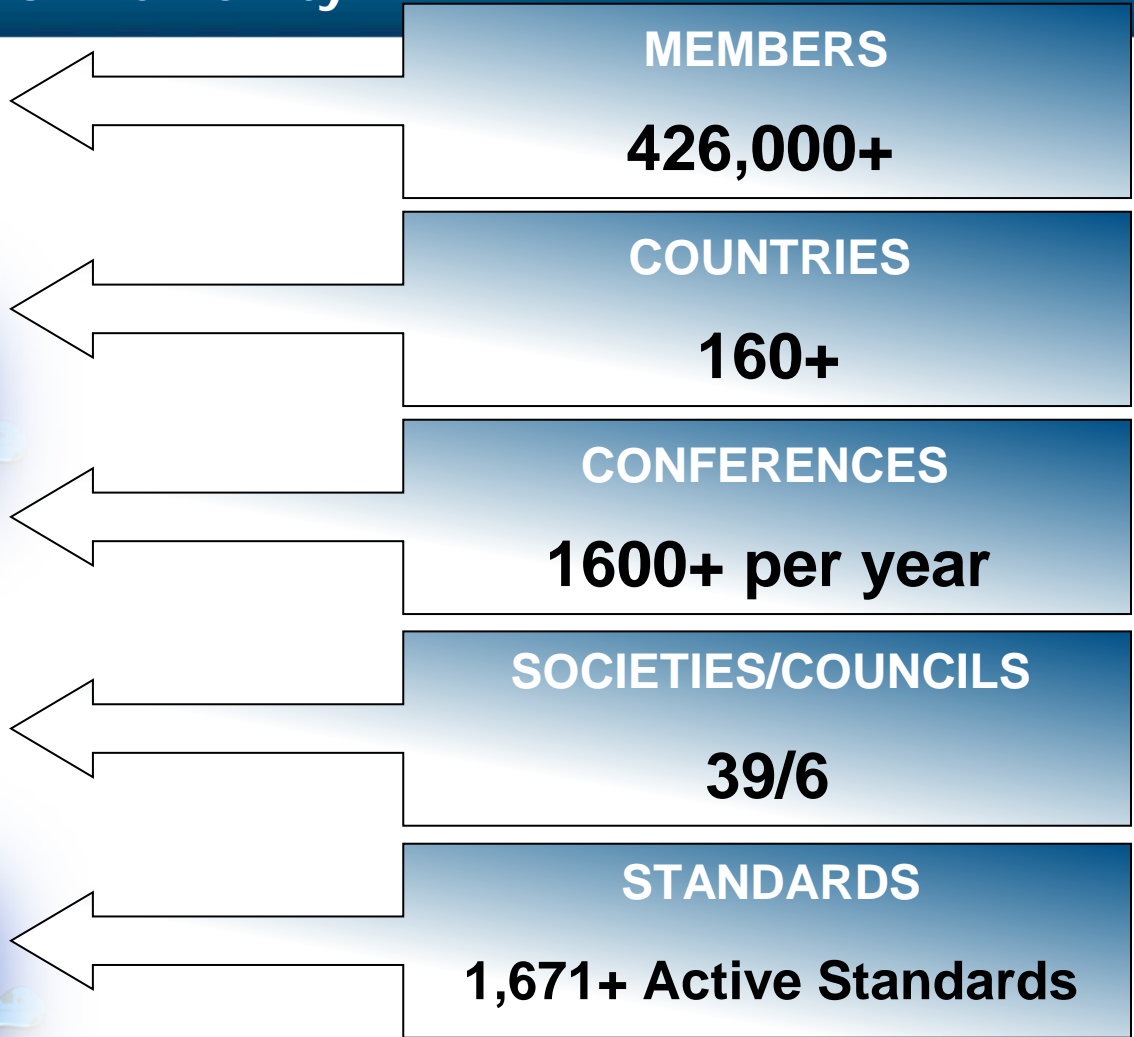 MEMBERS
426,000+
COUNTRIES
160+
CONFERENCES
1600+ per year
SOCIETIES/COUNCILS
39/6
STANDARDS
1,671+ Active Standards